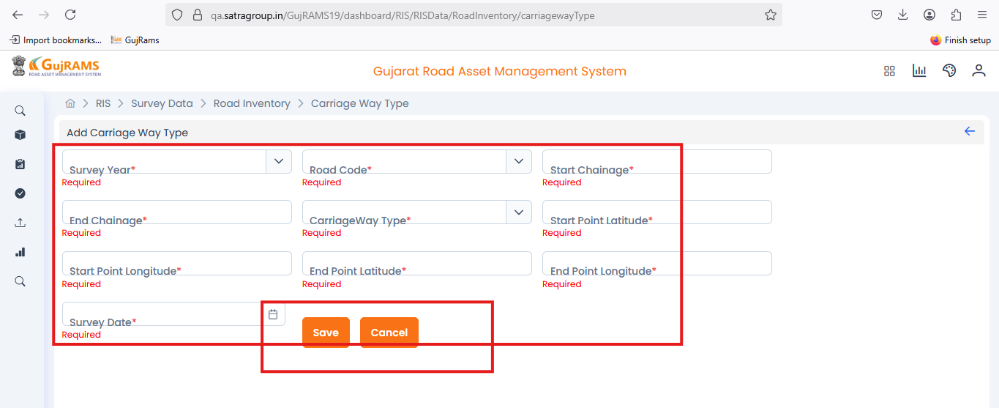 qa.satragroup.in/GujRAMS19/dashboard/RIS/RISData/RoadInventory/carriagewayType
Import bookmarks... GujRams Finish setup
GujRAMS
ROAD ASSET MANAGEMENT SYSTEM
Gujarat Road Asset Management System
RIS Survey Data Road Inventory Carriage Way Type
Add Carriage Way Type
Survey Year* Road Code* Start Chainage*
Required Required Required
End Chainage* CarriageWay Type* Start Point Latitude*
Required Required Required
Start Point Longitude* End Point Latitude* End Point Longitude*
Required Required Required
Survey Date*
Required
Save Cancel